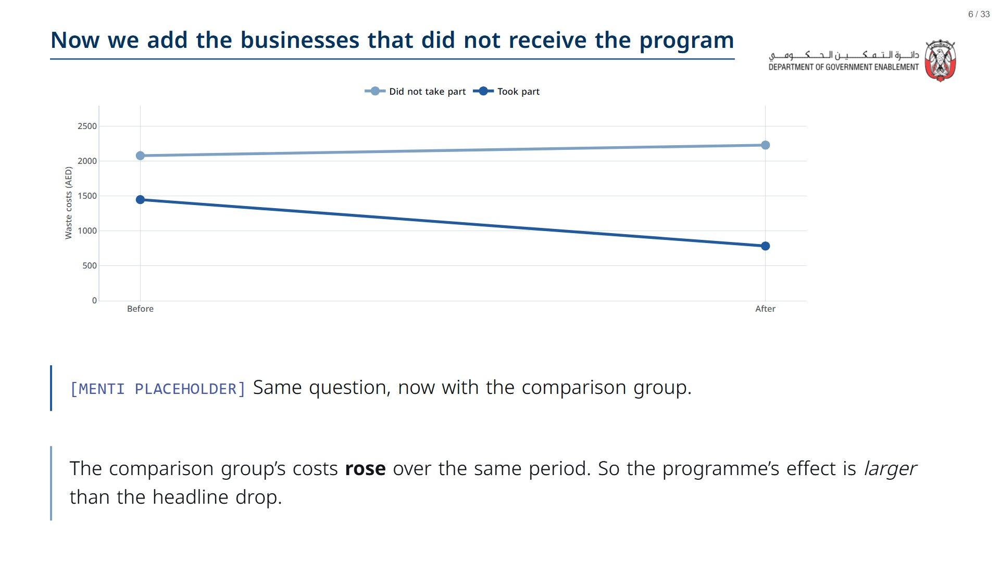 6 / 33
Now we add the businesses that did not receive the program
دائرة التمكين الحكومي
DEPARTMENT OF GOVERNMENT ENABLEMENT
Did not take part
Took part
2500
2000
1500
1000
500
0
Waste costs (AED)
Before
After
[MENTI PLACEHOLDER] Same question, now with the comparison group.
The comparison group’s costs rose over the same period. So the programme’s effect is larger
than the headline drop.